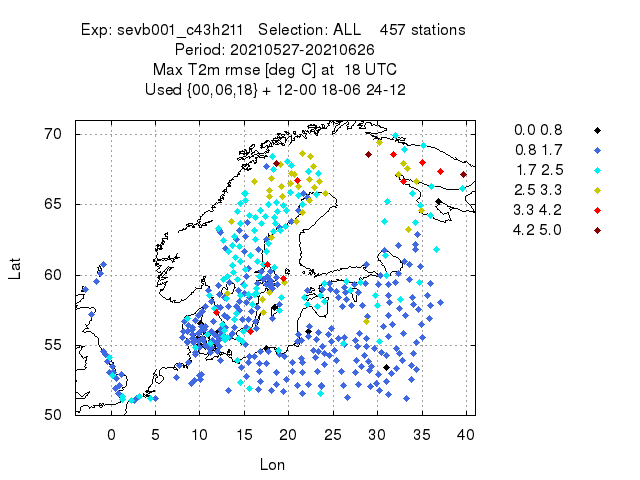 Exp: sevb001_c43h211   Selection: ALL    457 stations
Period: 20210527-20210626
Max T2m rmse [deg C] at  18 UTC
Used {00,06,18} + 12-00 18-06 24-12
70
65
60
55
50
Lat
0 5 10 15 20 25 30 35 40
Lon
0.0 0.8
0.8 1.7
1.7 2.5
2.5 3.3
3.3 4.2
4.2 5.0